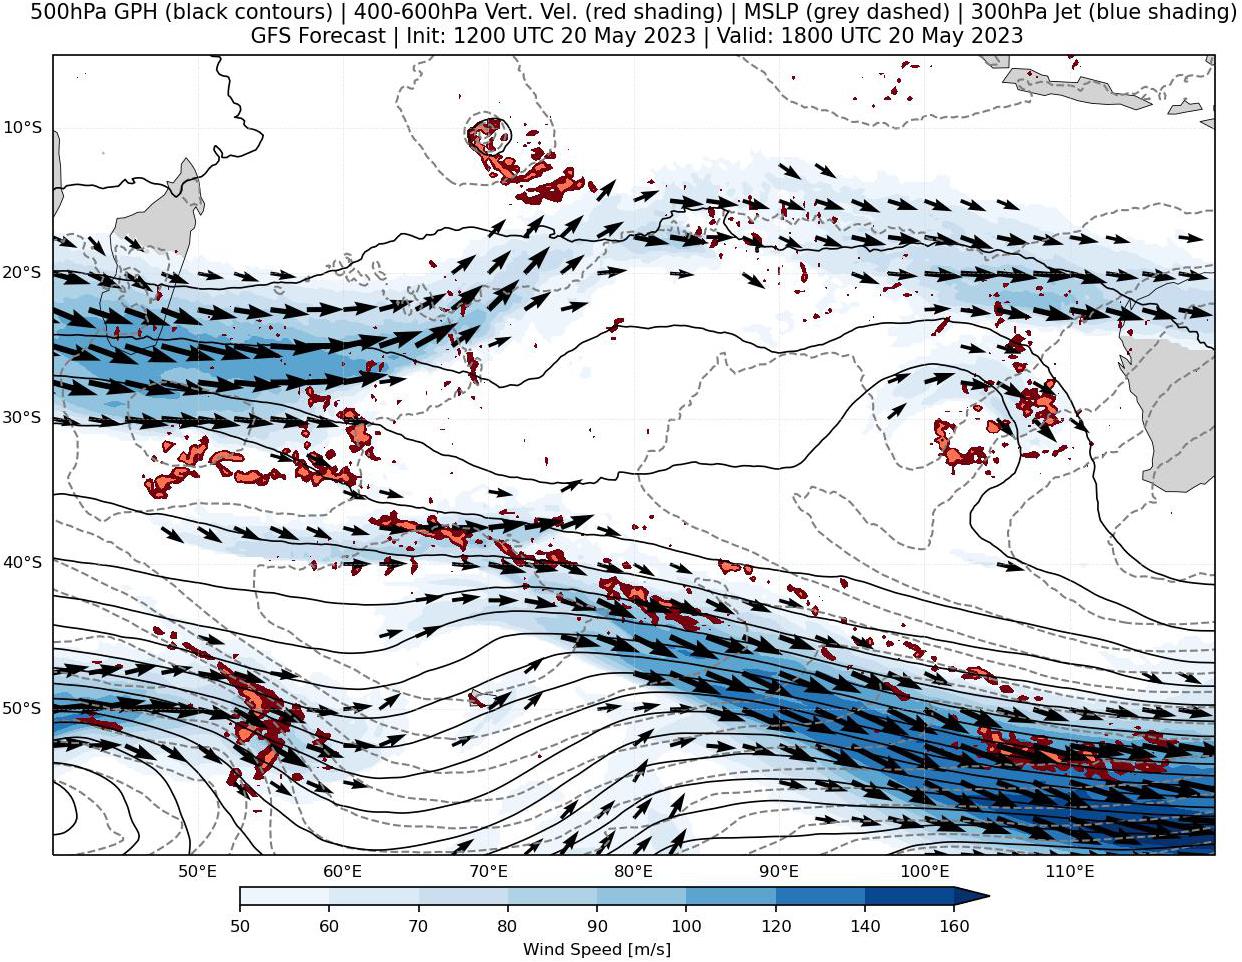 500hPa GPH (black contours) | 400-600hPa Vert. Vel. (red shading) | MSLP (grey dashed) | 300hPa Jet (blue shading)
GFS Forecast | Init: 1200 UTC 20 May 2023 | Valid: 1800 UTC 20 May 2023
10°S
20°S
30°S
40°S
50°S
50°E 60°E 70°E 80°E 90°E 100°E 110°E
50 60 70 80 90 100 120 140 160
Wind Speed [m/s]